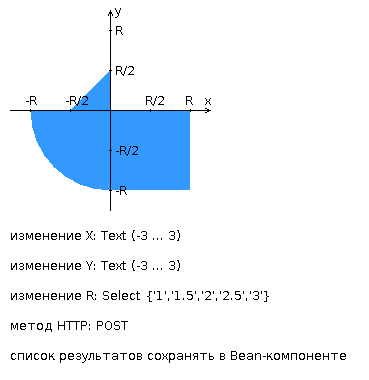 y
R
R/2
-R -R/2 R/2 R x
-R/2
-R
изменение X: Text (-3 ... 3)
изменение Y: Text (-3 ... 3)
изменение R: Select {'1','1.5','2','2.5','3'}
метод HTTP: POST
список результатов сохранять в Bean-компоненте